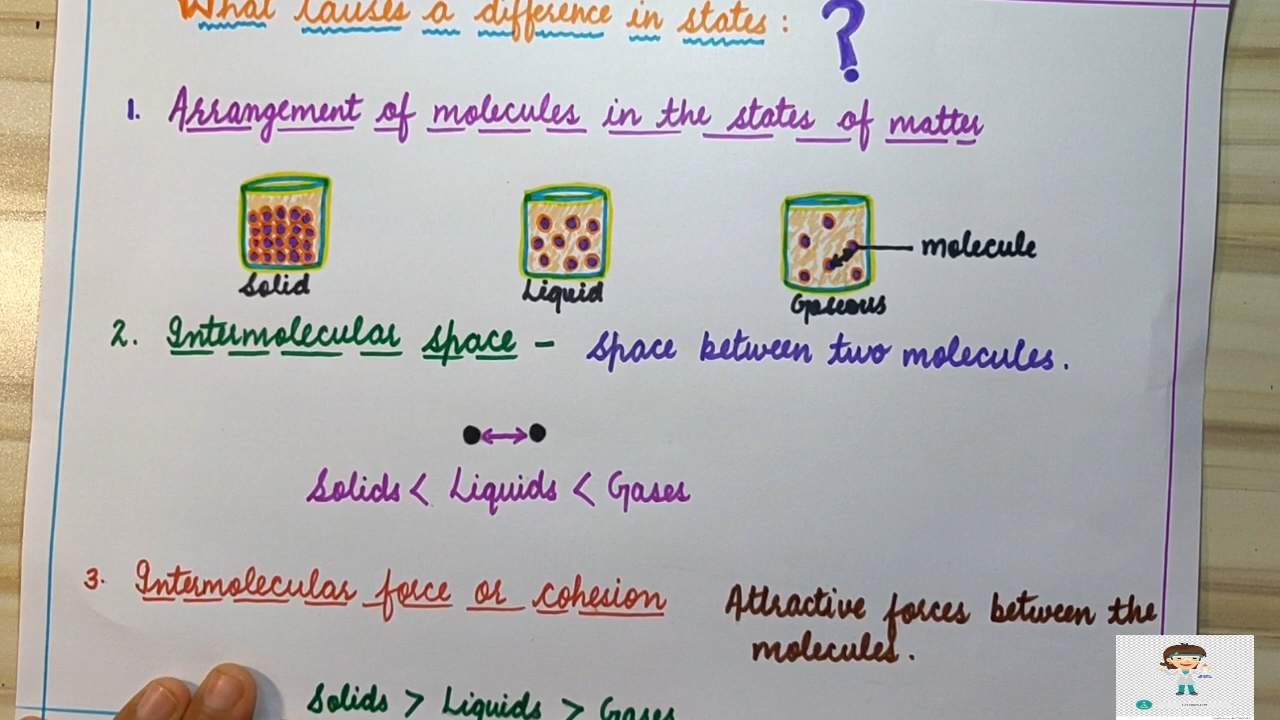 What causes a difference in states : ?
1. Arrangement of molecules in the states of matter
Solid
Liquid
Gaseous
molecule
2. Intermolecular space - space between two molecules.
Solids < Liquids < Gases
3. Intermolecular force or cohesion
Attractive forces between the
molecules.
Solids > Liquids > Gases